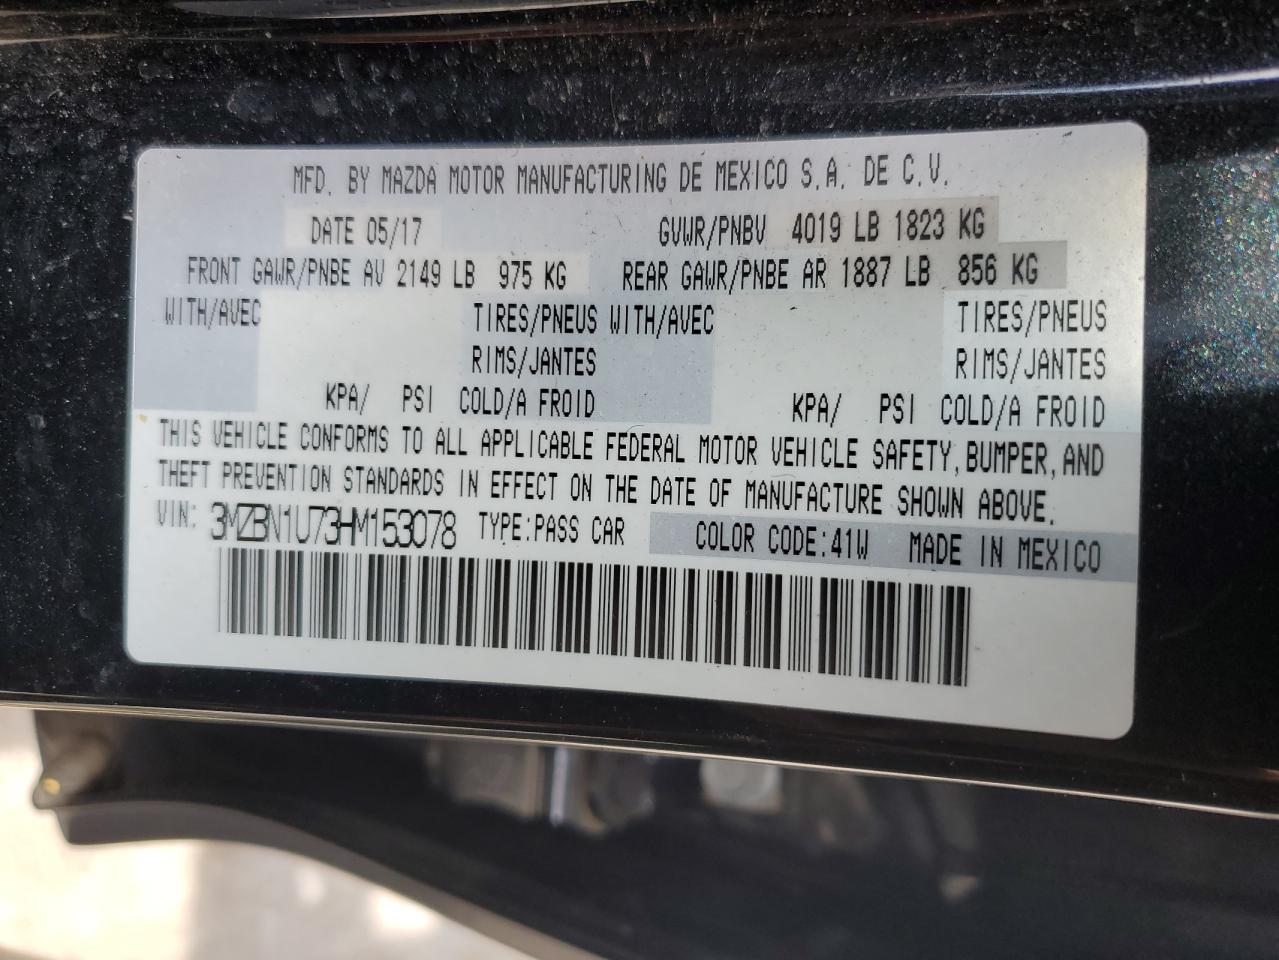 MFD. BY MAZDA MOTOR MANUFACTURING DE MEXICO S.A. DE C.V.
DATE 05/17 GVWR/PNBV 4019 LB 1823 KG
FRONT GAWR/PNBE AV 2149 LB 975 KG REAR GAWR/PNBE AR 1887 LB 856 KG
WITH/AVEC TIRES/PNEUS WITH/AVEC TIRES/PNEUS
RIMS/JANTES RIMS/JANTES
KPA/ PSI COLD/A FROID KPA/ PSI COLD/A FROID
THIS VEHICLE CONFORMS TO ALL APPLICABLE FEDERAL MOTOR VEHICLE SAFETY, BUMPER, AND
THEFT PREVENTION STANDARDS IN EFFECT ON THE DATE OF MANUFACTURE SHOWN ABOVE.
VIN: 3MZBN1U73HM153078 TYPE:PASS CAR COLOR CODE:41W MADE IN MEXICO